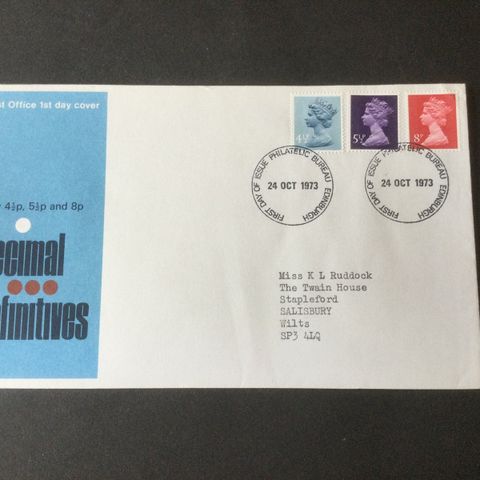 st Office 1st day cover
4½p, 5½p and 8p
ecimal
finitives
4½
5½P
8P
FIRST DAY OF ISSUE PHILATELIC BUREAU EDINBURGH
24 OCT 1973
FIRST DAY OF ISSUE PHILATELIC BUREAU EDINBURGH
24 OCT 1973
Miss K L Ruddock
The Twain House
Stapleford
SALISBURY
Wilts
SP3 4LQ